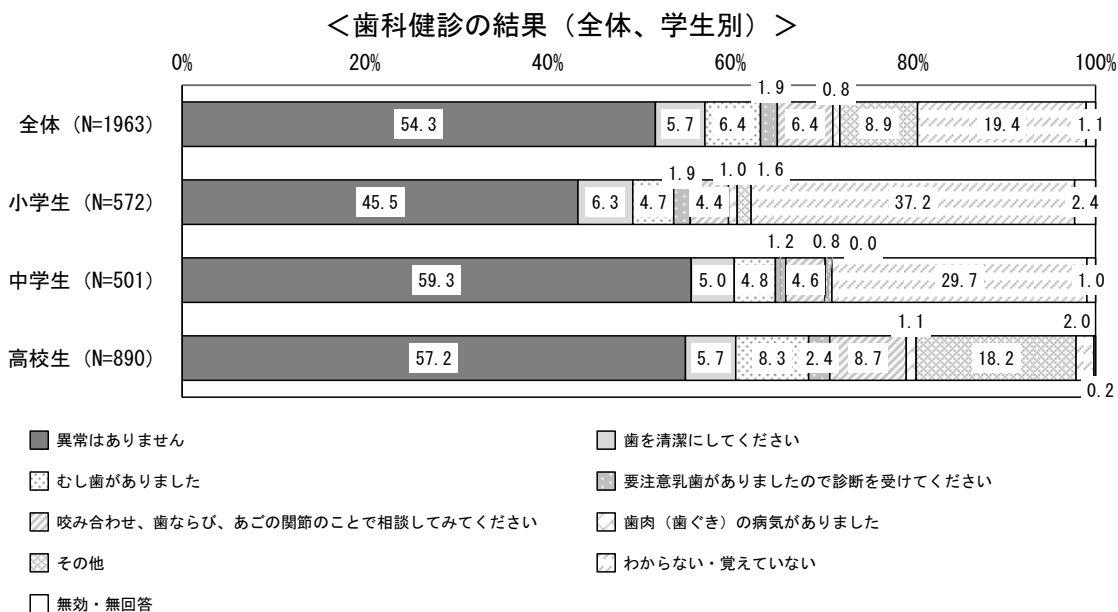 ＜歯科健診の結果（全体、学生別）＞
0% 20% 40% 60% 80% 100%
1.9 0.8
全体（N=1963） 54.3 5.7 6.4 6.4 8.9 19.4 1.1
1.9 1.0 1.6
小学生（N=572） 45.5 6.3 4.7 4.4 37.2 2.4
1.2 0.8 0.0
中学生（N=501） 59.3 5.0 4.8 4.6 29.7 1.0
1.1 2.0
高校生（N=890） 57.2 5.7 8.3 2.4 8.7 18.2
0.2
異常はありません 歯を清潔にしてください
むし歯がありました 要注意乳歯がありましたので診断を受けてください
咬み合わせ、歯ならび、あごの関節のことで相談してみてください 歯肉（歯ぐき）の病気がありました
その他 わからない・覚えていない
無効・無回答